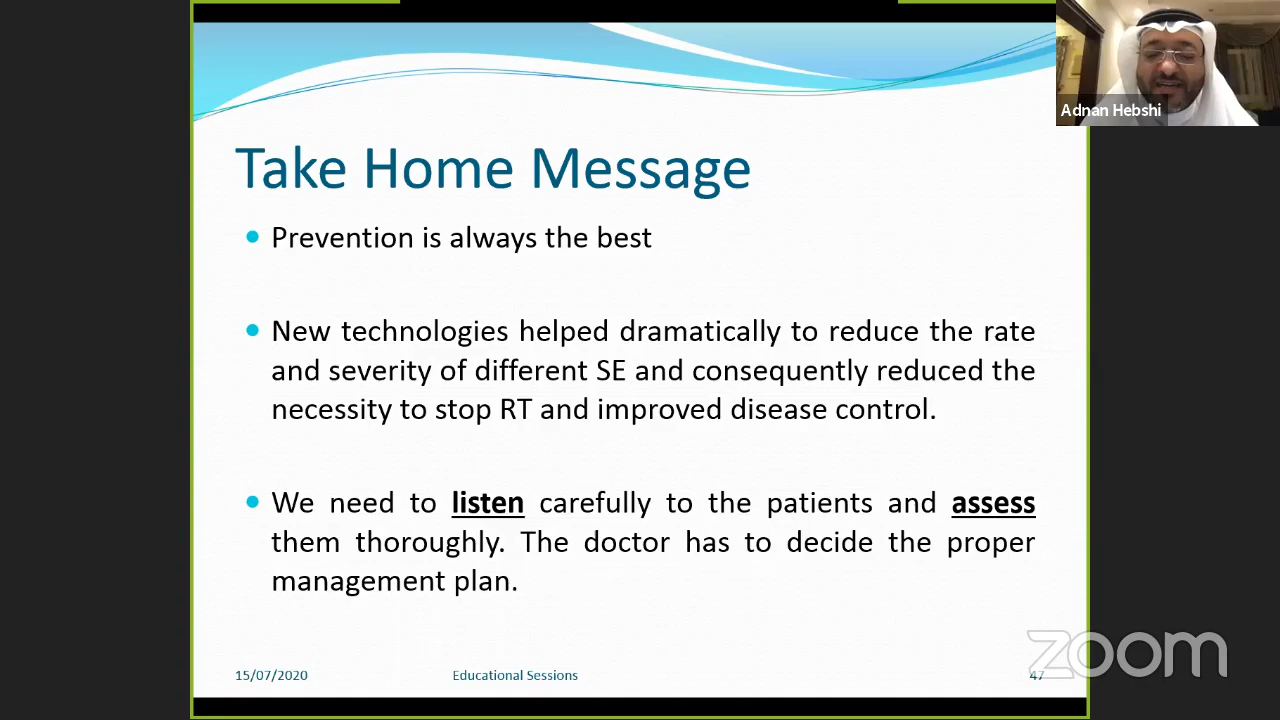 Adnan Hebshi
Take Home Message
Prevention is always the best
New technologies helped dramatically to reduce the rate
and severity of different SE and consequently reduced the
necessity to stop RT and improved disease control.
We need to listen carefully to the patients and assess
them thoroughly. The doctor has to decide the proper
management plan.
15/07/2020
Educational Sessions
47
zoom